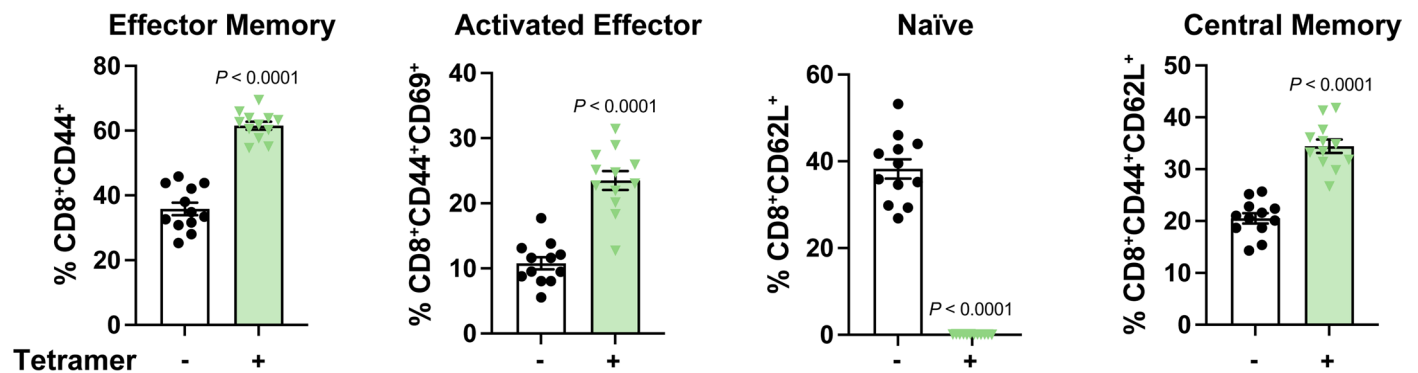 Effector Memory
% CD8⁺CD44⁺
80
60
40
20
0
P < 0.0001
Tetramer - +
Activated Effector
% CD8⁺CD44⁺CD69⁺
40
30
20
10
0
P < 0.0001
- +
Naïve
% CD8⁺CD62L⁺
60
40
20
0
P < 0.0001
- +
Central Memory
% CD8⁺CD44⁺CD62L⁺
50
40
30
20
10
0
P < 0.0001
- +